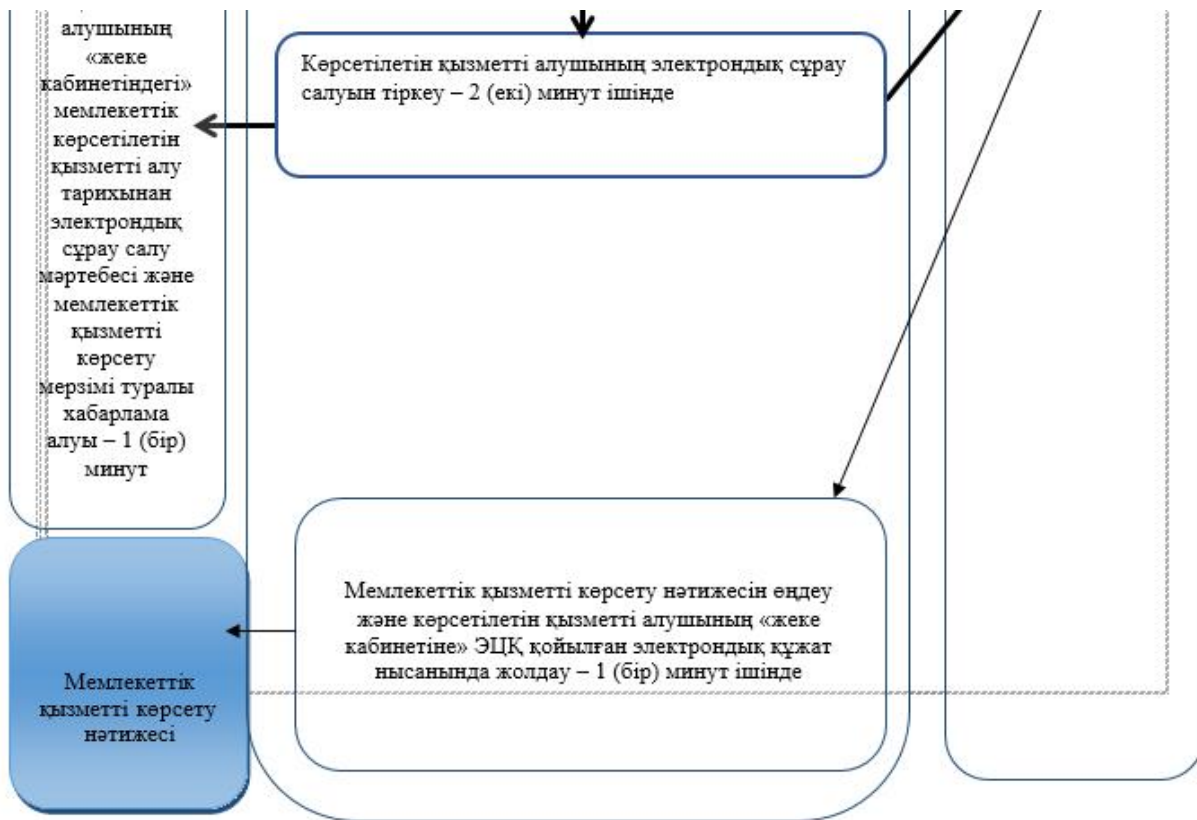 алушының
«жеке
кабинетіндегі»
мемлекеттік
көрсетілетін
қызметті алу
тарихынан
электрондық
сұрау салу
мәртебесі және
мемлекеттік
қызметті
көрсету
мерзімі туралы
хабарлама
алуы – 1 (бір)
минут
Көрсетілетін қызметті алушының электрондық сұрау
салуын тіркеу – 2 (екі) минут ішінде
Мемлекеттік қызметті көрсету нәтижесін өңдеу
және көрсетілетін қызметті алушының «жеке
кабинетіне» ЭЦҚ қойылған электрондық құжат
нысанында жолдау – 1 (бір) минут ішінде
Мемлекеттік
қызметті көрсету
нәтижесі